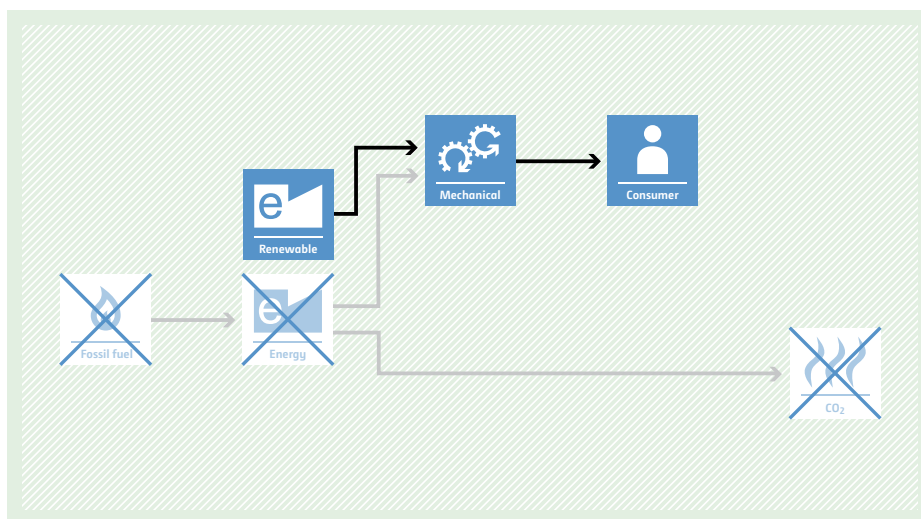 Mechanical
Consumer
e
Renewable
e
Fossil fuel
Energy
CO₂